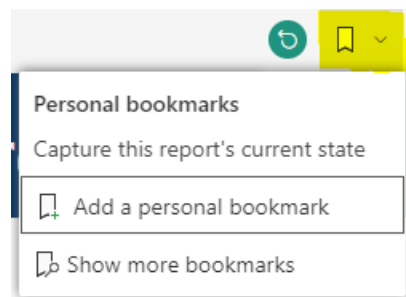 Personal bookmarks
Capture this report's current state
Add a personal bookmark
Show more bookmarks